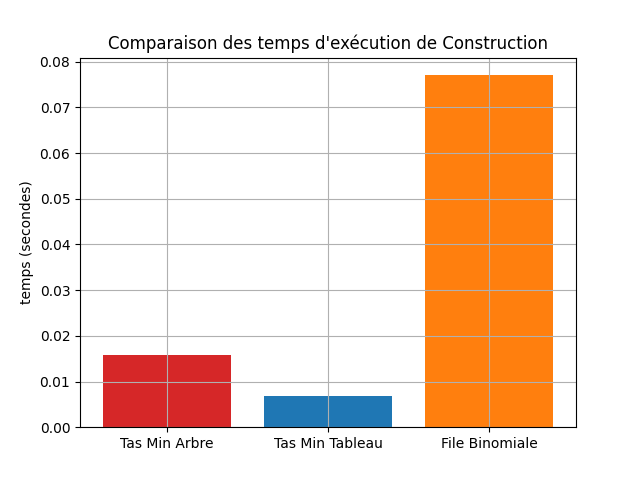 Comparaison des temps d'exécution de Construction
temps (secondes)
0.08
0.07
0.06
0.05
0.04
0.03
0.02
0.01
0.00
Tas Min Arbre
Tas Min Tableau
File Binomiale